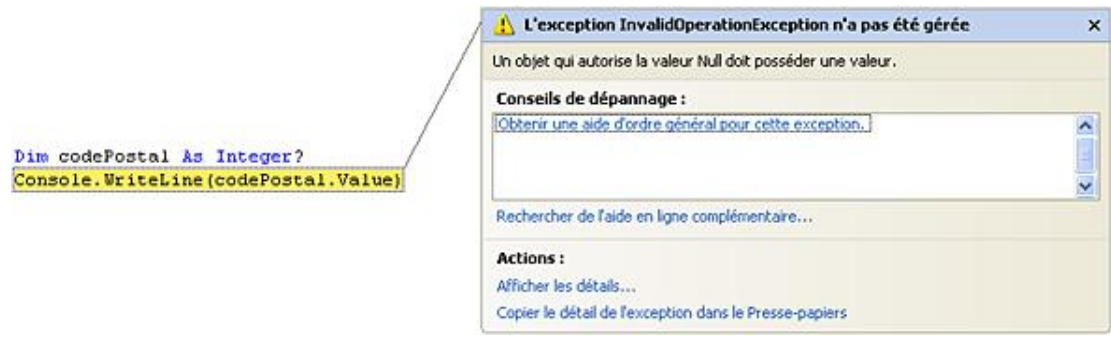 L'exception InvalidOperationException n'a pas été gérée
Un objet qui autorise la valeur Null doit posséder une valeur.
Conseils de dépannage :
Obtenir une aide d'ordre général pour cette exception.
Dim codePostal As Integer?
Console.WriteLine(codePostal.Value)
Rechercher de l'aide en ligne complémentaire...
Actions :
Afficher les détails...
Copier le détail de l'exception dans le Presse-papiers